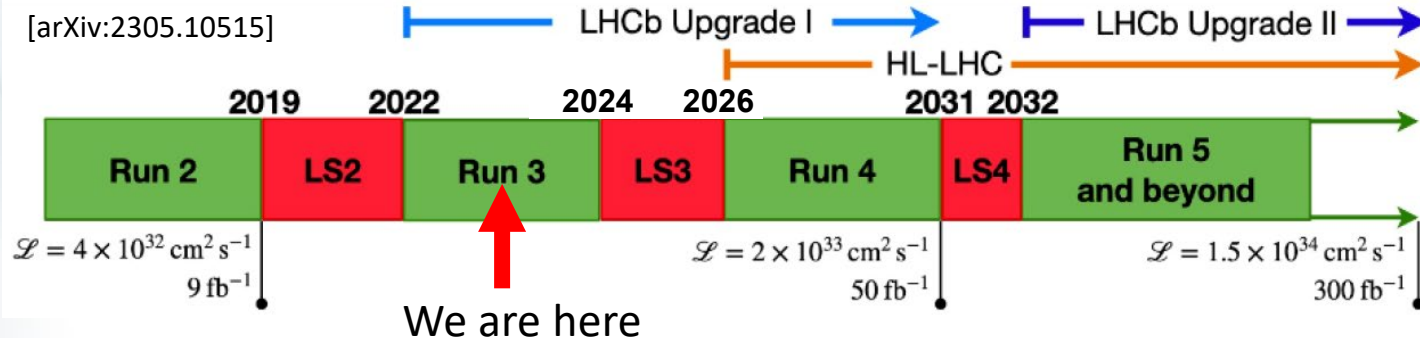 [arXiv:2305.10515]
LHCb Upgrade I
LHCb Upgrade II
HL-LHC
2019 2022 2024 2026 2031 2032
Run 2 LS2 Run 3 LS3 Run 4 LS4 Run 5
and beyond
ℒ = 4 × 10³² cm² s⁻¹
9 fb⁻¹
ℒ = 2 × 10³³ cm² s⁻¹
50 fb⁻¹
ℒ = 1.5 × 10³⁴ cm² s⁻¹
300 fb⁻¹
We are here